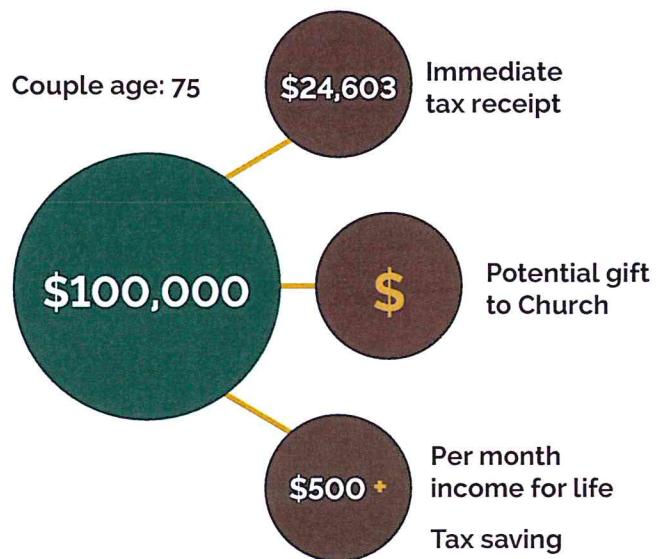 Couple age: 75
$24,603
Immediate
tax receipt
$100,000
$
Potential gift
to Church
$500 +
Per month
income for life
Tax saving